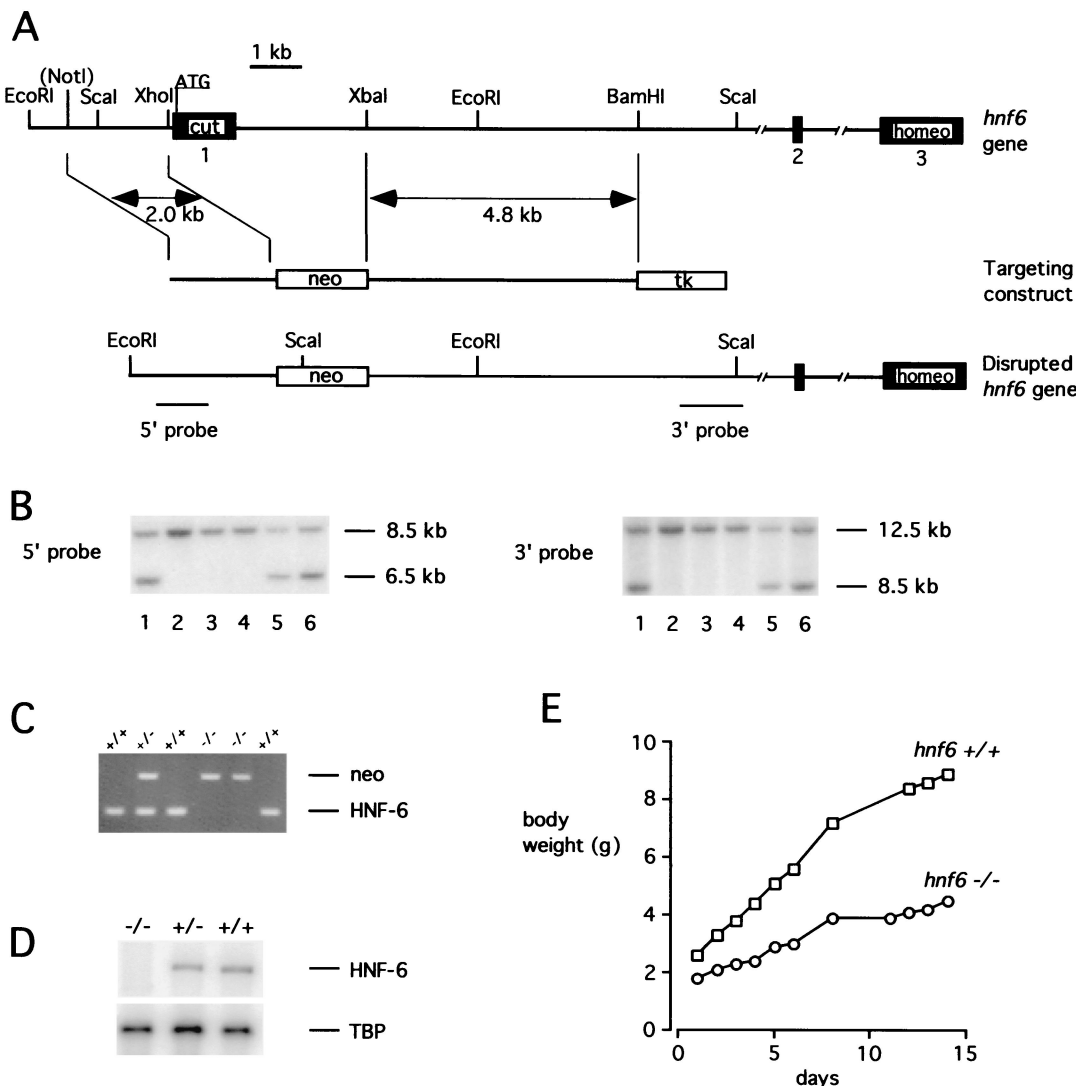 A
1 kb
(NotI)
ATG
EcoRI ScaI XhoI XbaI EcoRI BamHI ScaI
cut homeo
hnf6 gene
1 2 3
2.0 kb 4.8 kb
neo tk
Targeting construct
EcoRI ScaI EcoRI ScaI
neo homeo
Disrupted hnf6 gene
5' probe 3' probe
B
5' probe
8.5 kb
6.5 kb
1 2 3 4 5 6
3' probe
12.5 kb
8.5 kb
1 2 3 4 5 6
C
+/+ +/- +/+ -/- -/- +/+
neo
HNF-6
D
-/- +/- +/+
HNF-6
TBP
E
body
weight (g)
10
8
6
4
2
0
hnf6 +/+
hnf6 -/-
0 5 10 15
days